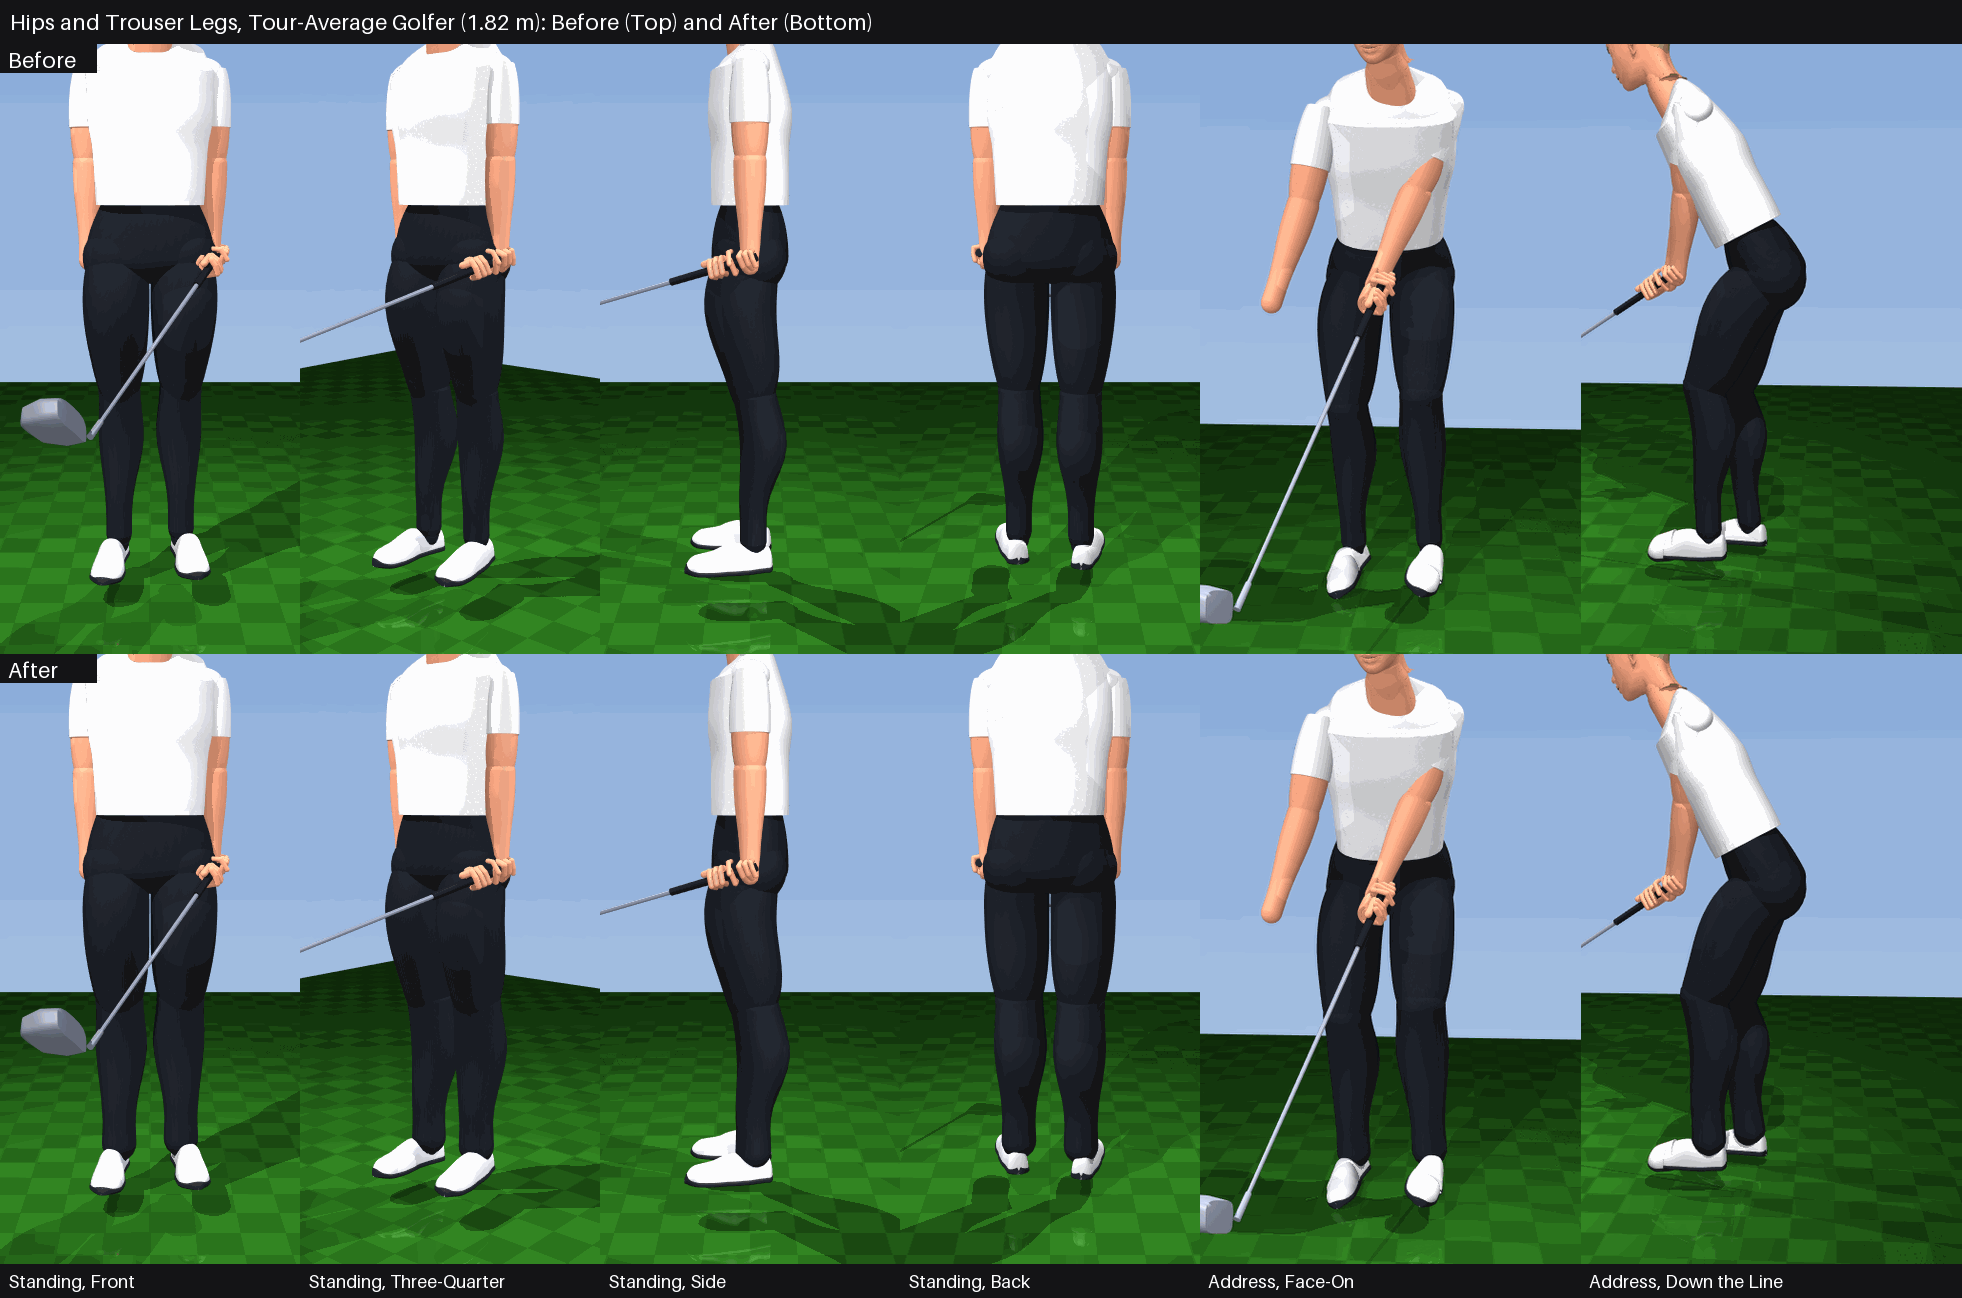 Hips and Trouser Legs, Tour-Average Golfer (1.82 m): Before (Top) and After (Bottom)
Before
After
Standing, Front
Standing, Three-Quarter
Standing, Side
Standing, Back
Address, Face-On
Address, Down the Line